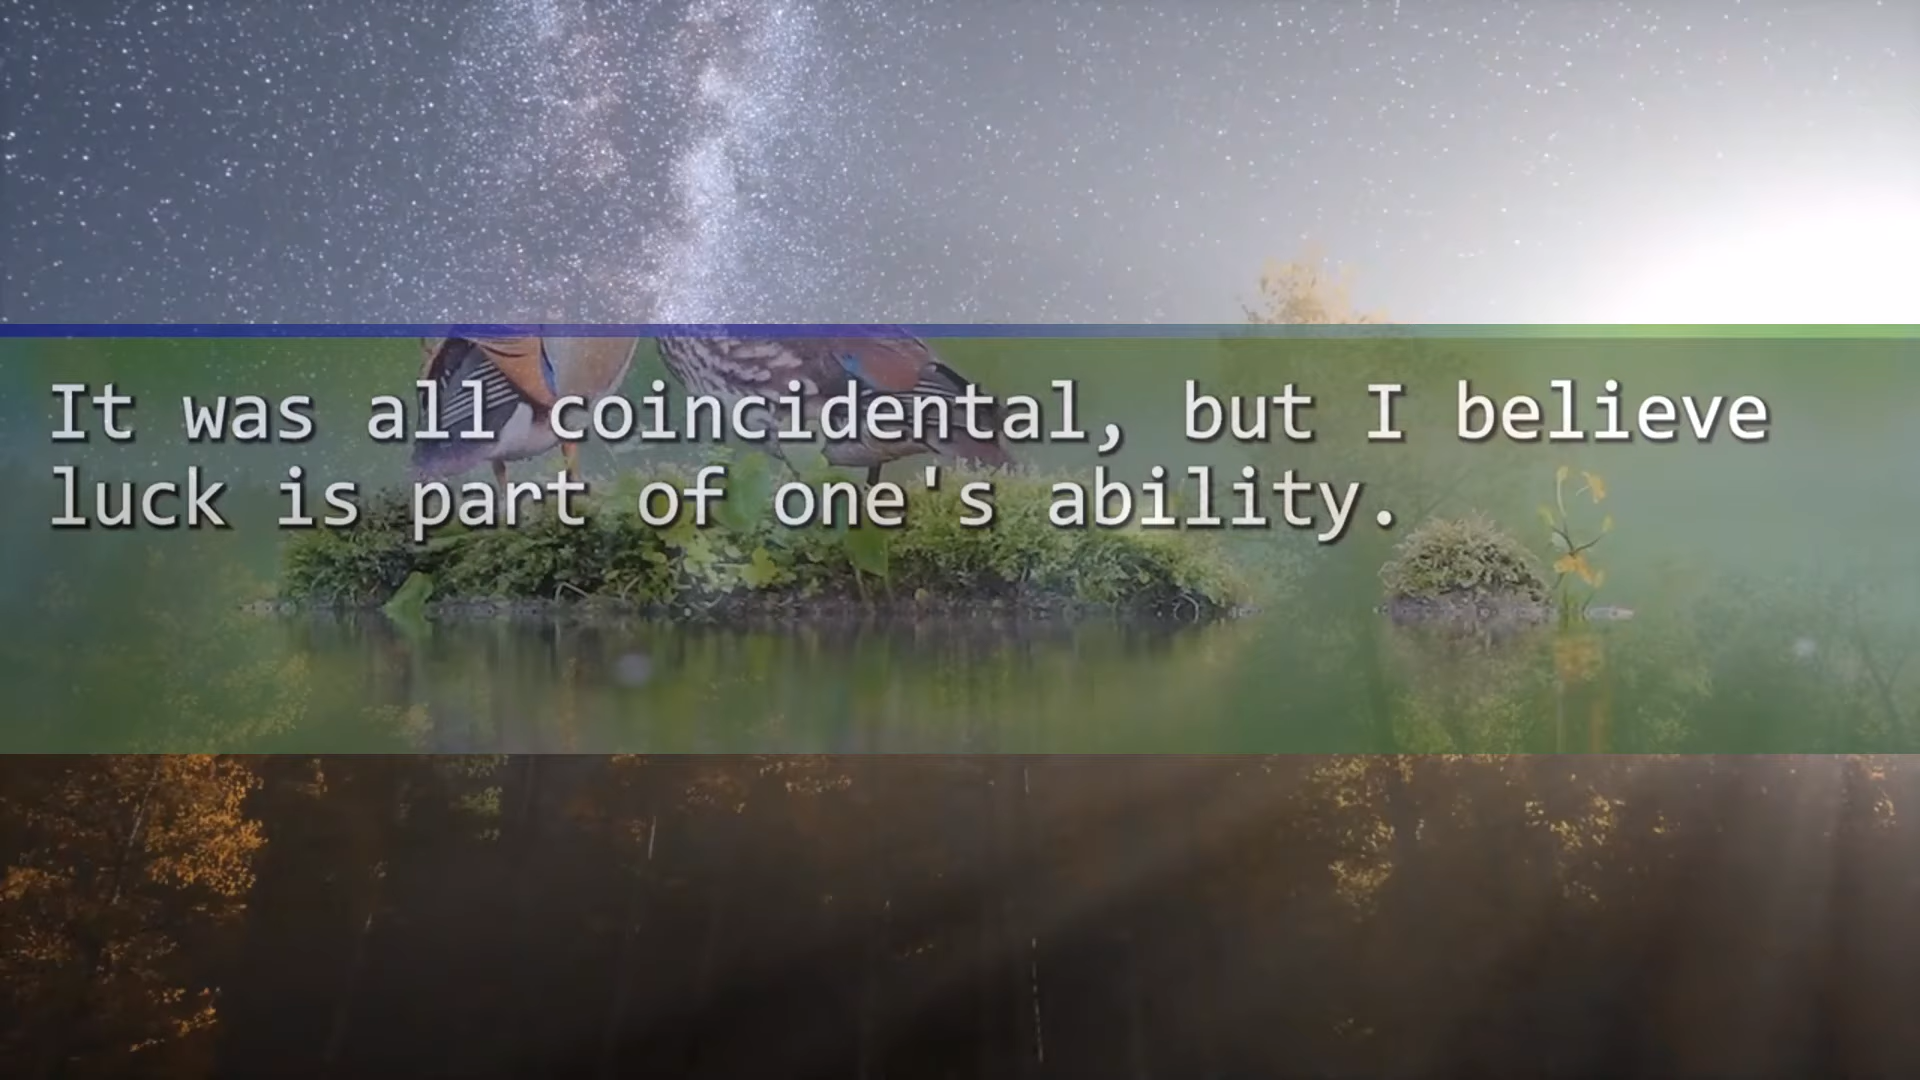 It was all coincidental, but I believe
luck is part of one's ability.